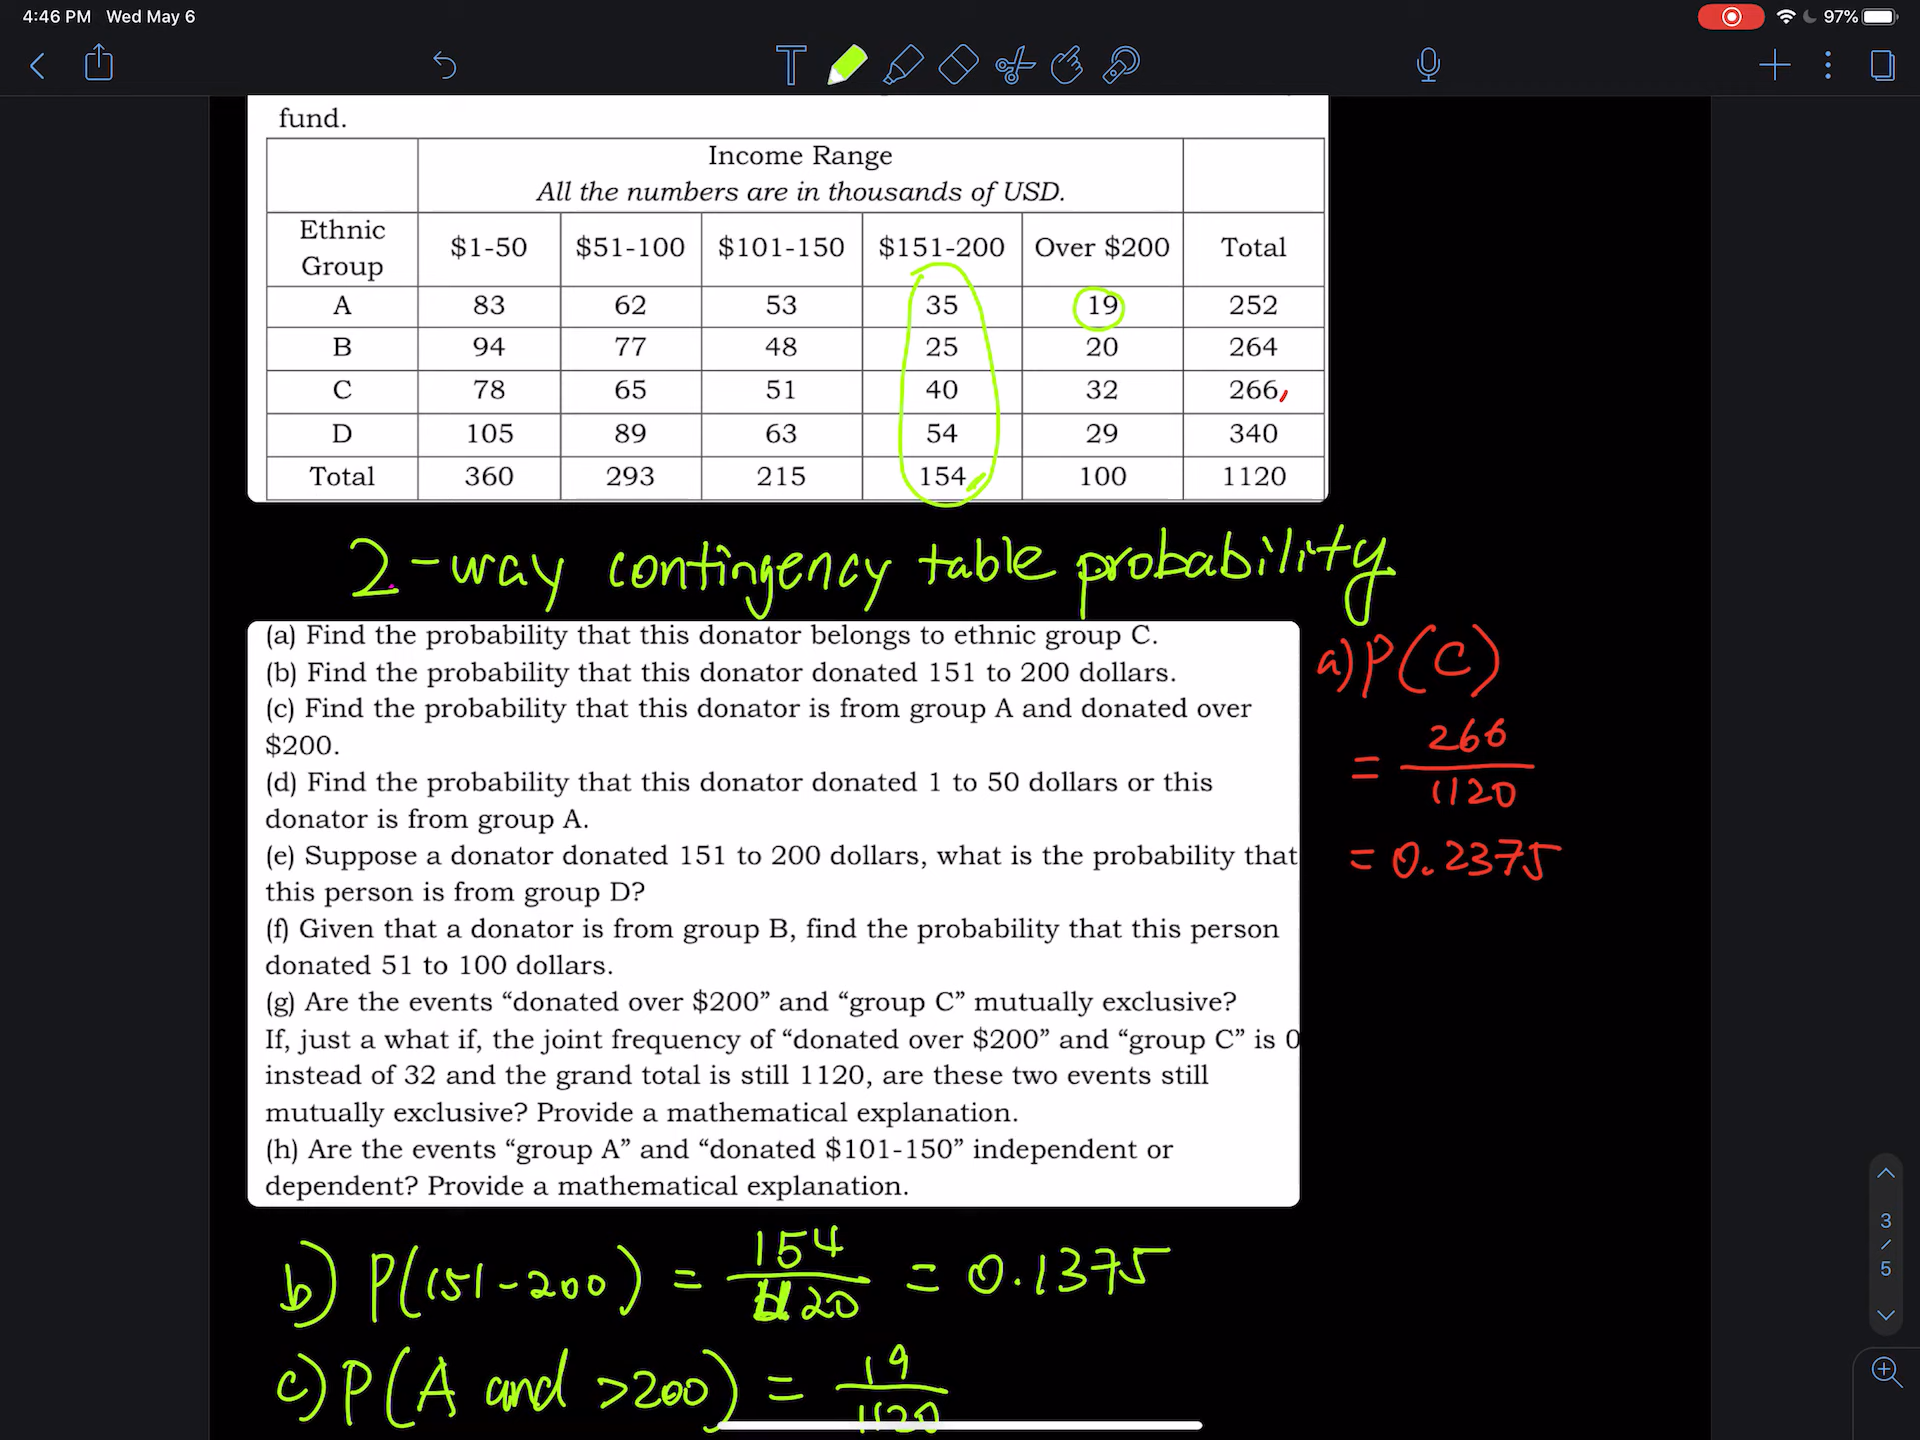 4:46 PM Wed May 6
97%
fund.
Income Range
All the numbers are in thousands of USD.
Ethnic Group $1-50 $51-100 $101-150 $151-200 Over $200 Total
A 83 62 53 35 19 252
B 94 77 48 25 20 264
C 78 65 51 40 32 266
D 105 89 63 54 29 340
Total 360 293 215 154 100 1120
2-way contingency table probability
(a) Find the probability that this donator belongs to ethnic group C.
(b) Find the probability that this donator donated 151 to 200 dollars.
(c) Find the probability that this donator is from group A and donated over
$200.
(d) Find the probability that this donator donated 1 to 50 dollars or this
donator is from group A.
(e) Suppose a donator donated 151 to 200 dollars, what is the probability that
this person is from group D?
(f) Given that a donator is from group B, find the probability that this person
donated 51 to 100 dollars.
(g) Are the events “donated over $200” and “group C” mutually exclusive?
If, just a what if, the joint frequency of “donated over $200” and “group C” is 0
instead of 32 and the grand total is still 1120, are these two events still
mutually exclusive? Provide a mathematical explanation.
(h) Are the events “group A” and “donated $101-150” independent or
dependent? Provide a mathematical explanation.
a) P(C)
= 266/1120
= 0.2375
b) P(151-200) = 154/1120 = 0.1375
c) P(A and >200) = 19/1120
3
/
5